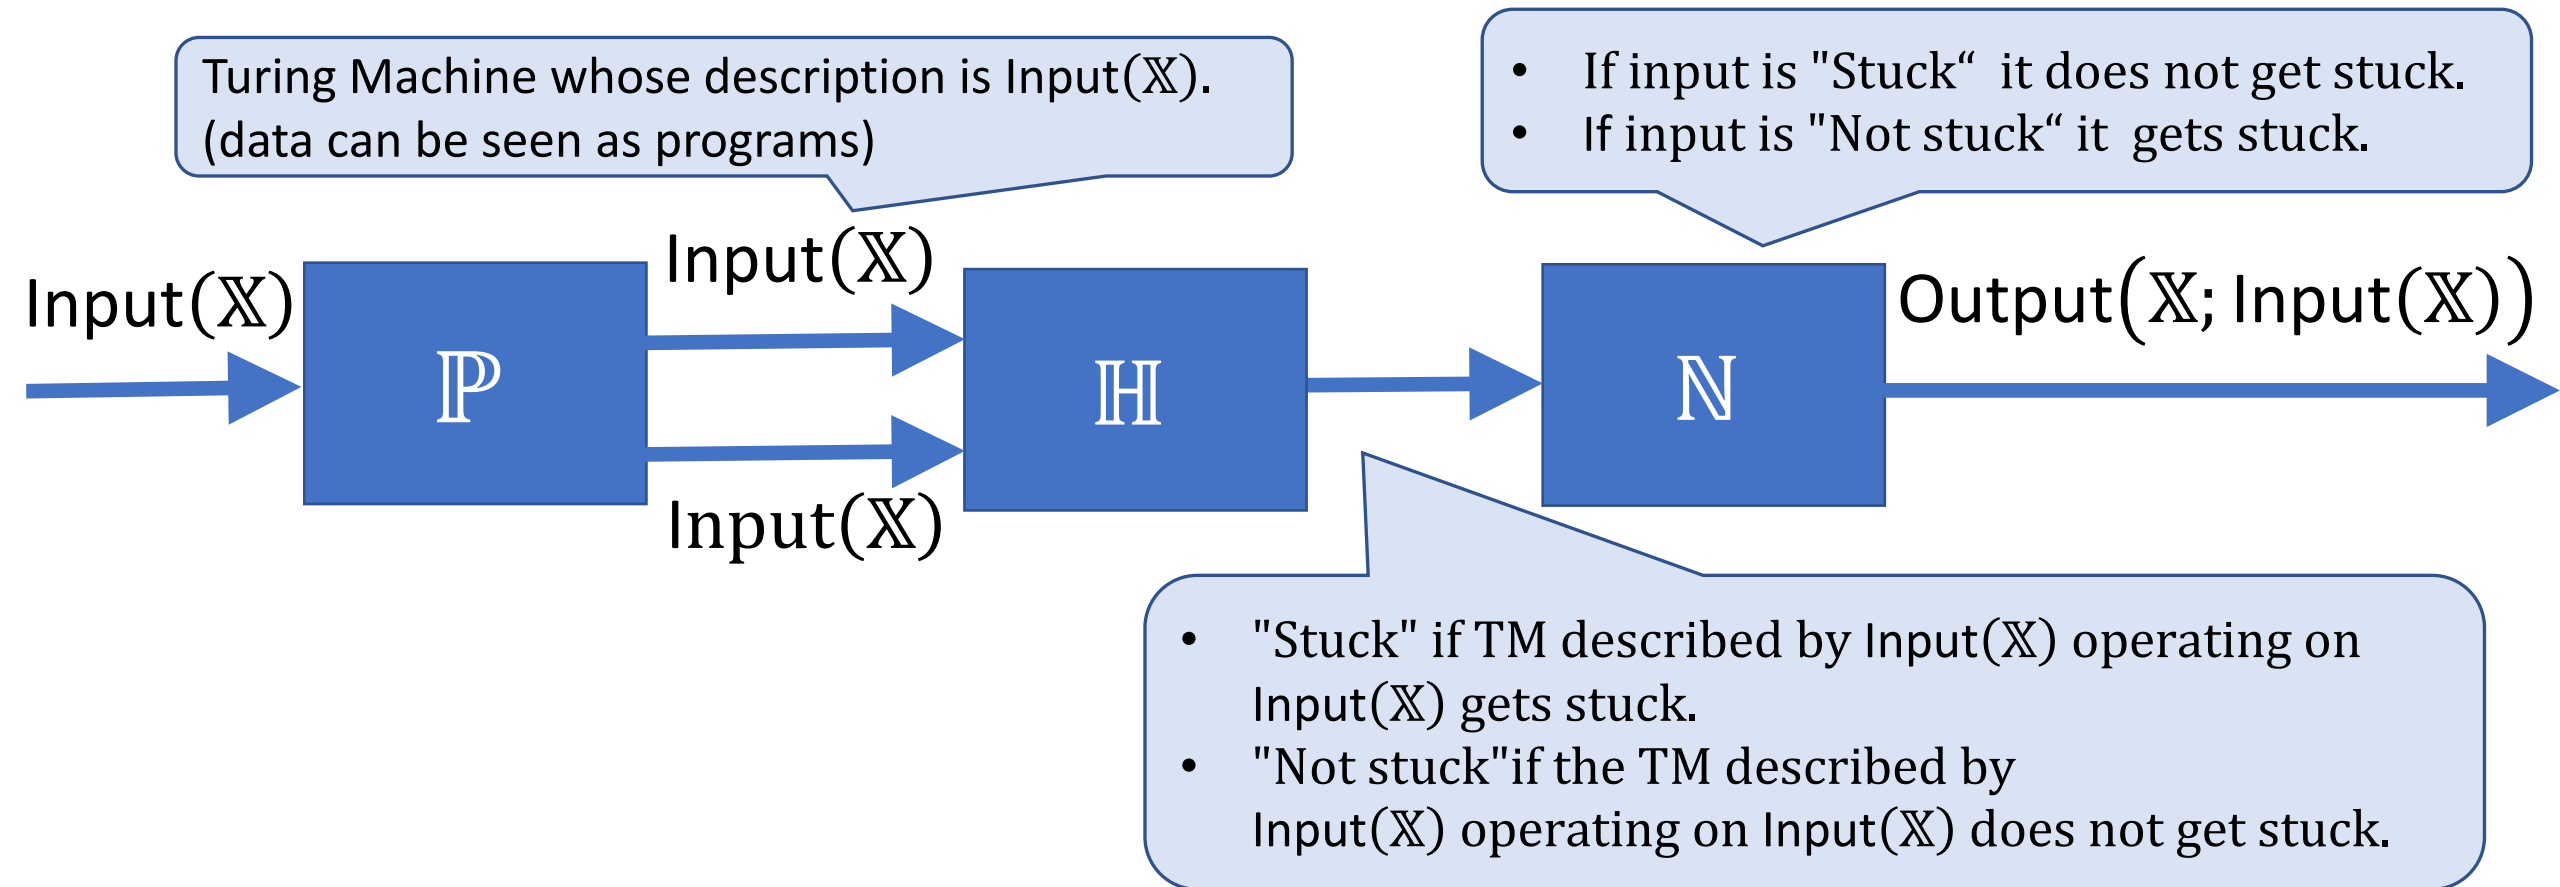 Turing Machine whose description is Input(𝕏).
(data can be seen as programs)
• If input is "Stuck“ it does not get stuck.
• If input is "Not stuck“ it gets stuck.
Input(𝕏)
ℙ
Input(𝕏)
Input(𝕏)
ℍ
ℕ
Output(𝕏; Input(𝕏))
• "Stuck" if TM described by Input(𝕏) operating on
Input(𝕏) gets stuck.
• "Not stuck"if the TM described by
Input(𝕏) operating on Input(𝕏) does not get stuck.